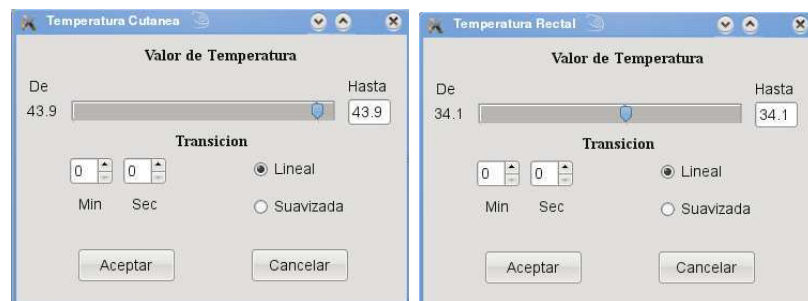 Temperatura Cutanea
Valor de Temperatura
De
Hasta
43.9
43.9
Transicion
0
0
Lineal
Min
Sec
Suavizada
Aceptar
Cancelar
Temperatura Rectal
Valor de Temperatura
De
Hasta
34.1
34.1
Transicion
0
0
Lineal
Min
Sec
Suavizada
Aceptar
Cancelar